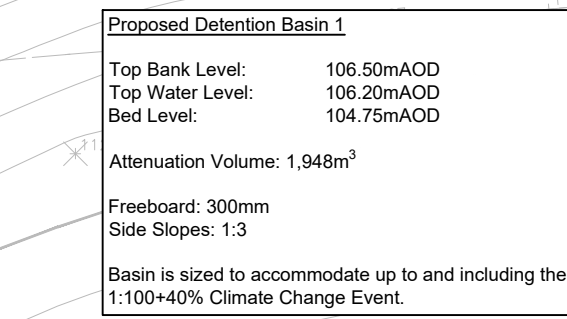 Proposed Detention Basin 1
Top Bank Level: 106.50mAOD
Top Water Level: 106.20mAOD
Bed Level: 104.75mAOD
Attenuation Volume: 1,948m³
Freeboard: 300mm
Side Slopes: 1:3
Basin is sized to accommodate up to and including the
1:100+40% Climate Change Event.